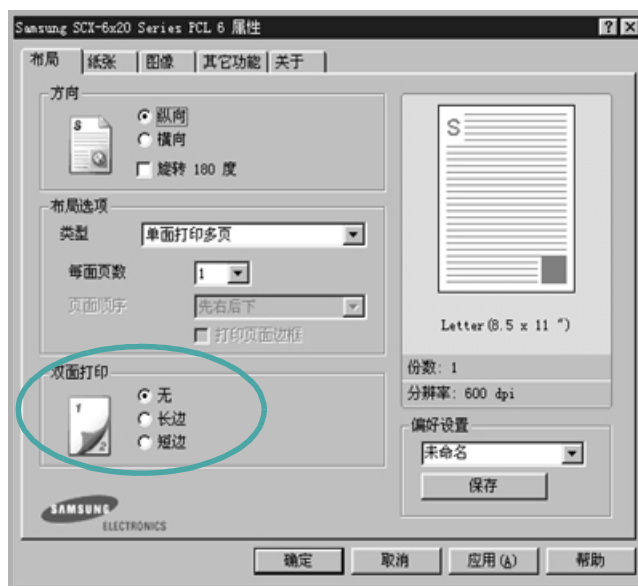 Samsung SCX-6x20 Series PCL 6 属性
布局 纸张 图像 其它功能 关于
方向
S
纵向
横向
旋转 180 度
布局选项
类型 单面打印多页
每面页数 1
页面顺序 先右后下
打印页面边框
双面打印
1
2
无
长边
短边
SAMSUNG
ELECTRONICS
S
Letter(8.5 x 11 ")
份数: 1
分辨率: 600 dpi
偏好设置
未命名
保存
确定 取消 应用(A) 帮助